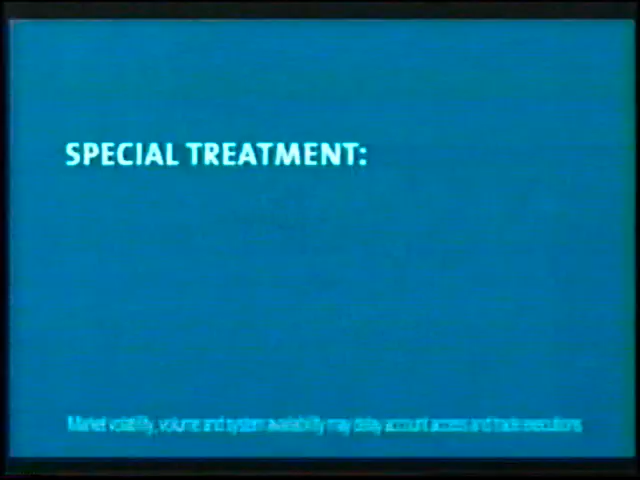 SPECIAL TREATMENT:
Market volatility, volume and system availability may delay account access and trade executions.